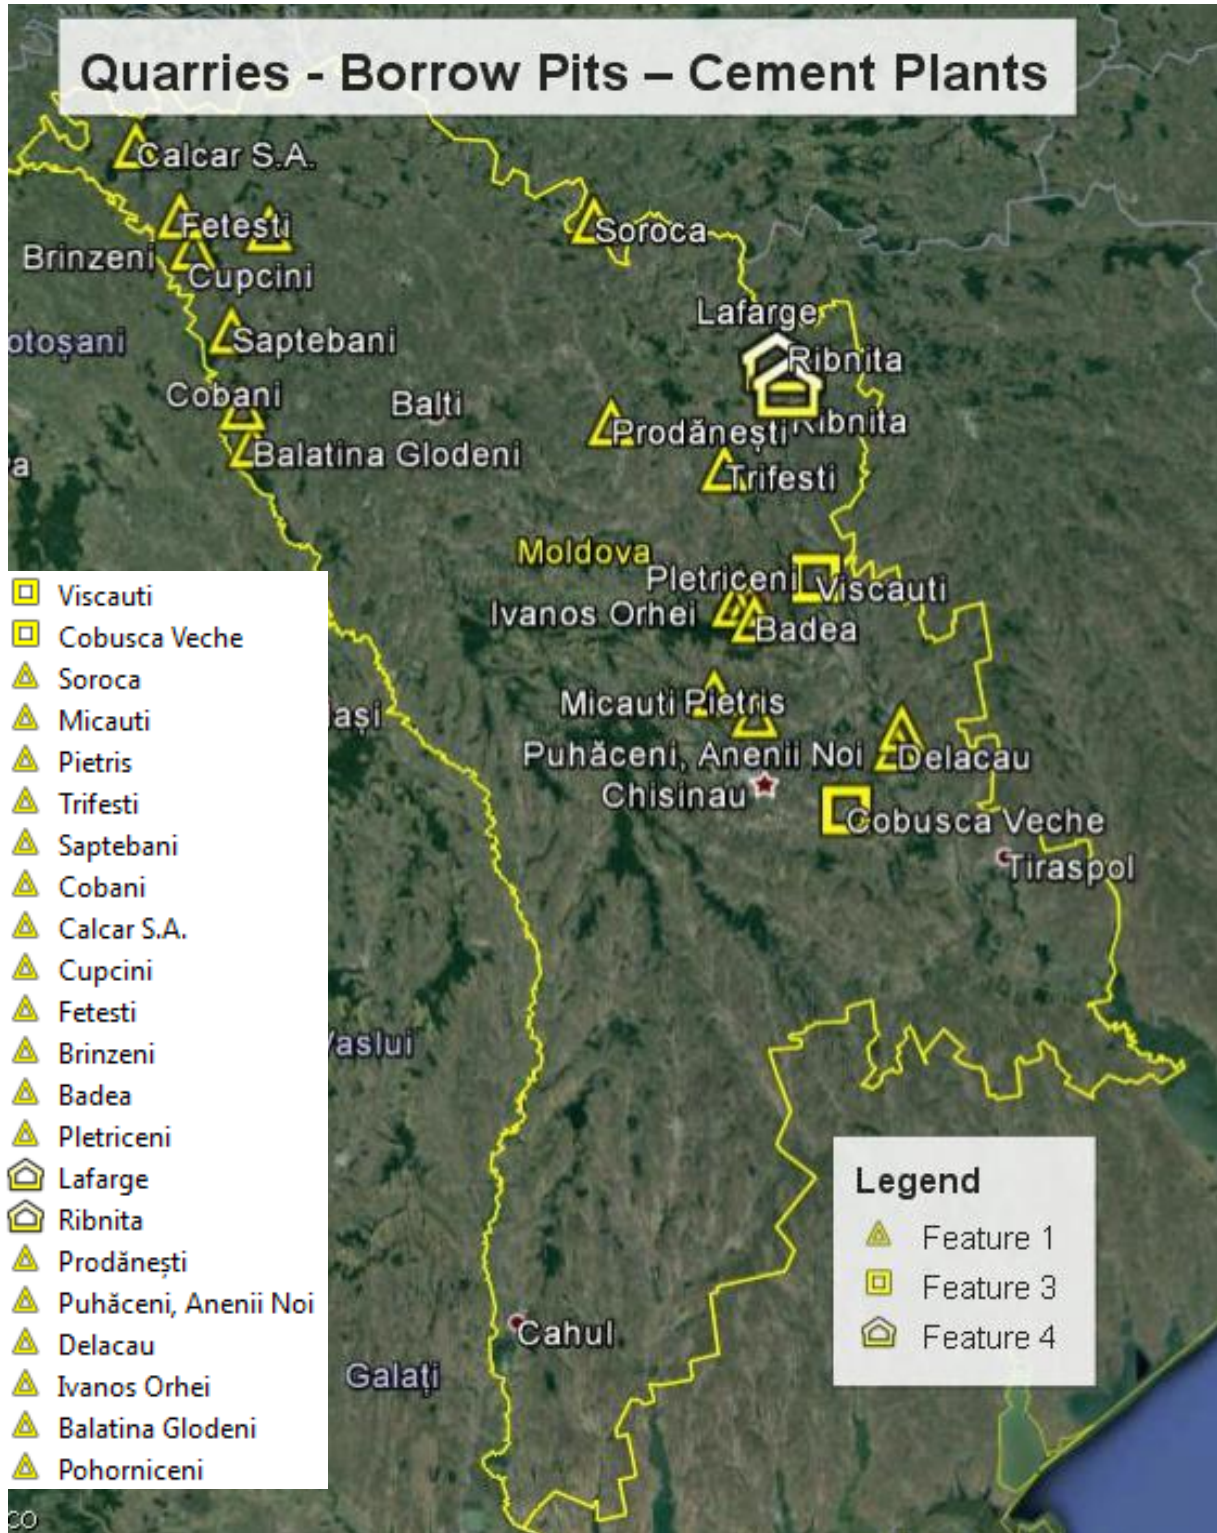 Quarries - Borrow Pits – Cement Plants
Calcar S.A.
Fetesti
Soroca
Brinzeni
Cupcini
Lafarge
otoșani
Saptebani
Ribnita
Cobani
Balti
Prodănești
Ribnita
Balatina Glodeni
a
Trifesti
Moldova
Pletriceni
Viscauti
Ivanos Orhei
Badea
Micauti
Pietris
Iași
Puhăceni, Anenii Noi
Delacau
Chisinau
Cobusca Veche
Tiraspol
Vaslui
Cahul
Galați
Viscauti
Cobusca Veche
Soroca
Micauti
Pietris
Trifesti
Saptebani
Cobani
Calcar S.A.
Cupcini
Fetesti
Brinzeni
Badea
Pletriceni
Lafarge
Ribnita
Prodănești
Puhăceni, Anenii Noi
Delacau
Ivanos Orhei
Balatina Glodeni
Pohorniceni
Legend
Feature 1
Feature 3
Feature 4
CO